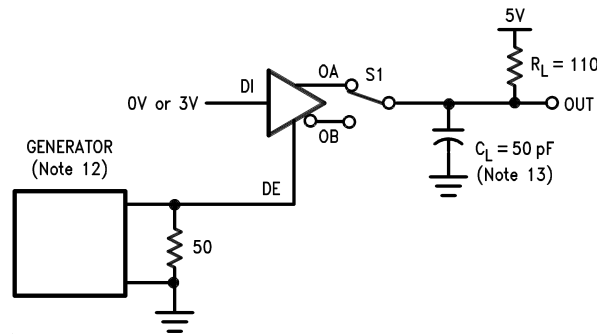 5V
R_L = 110
OA
S1
DI
0V or 3V
OUT
OB
C_L = 50 pF
(Note 13)
GENERATOR
(Note 12)
DE
50